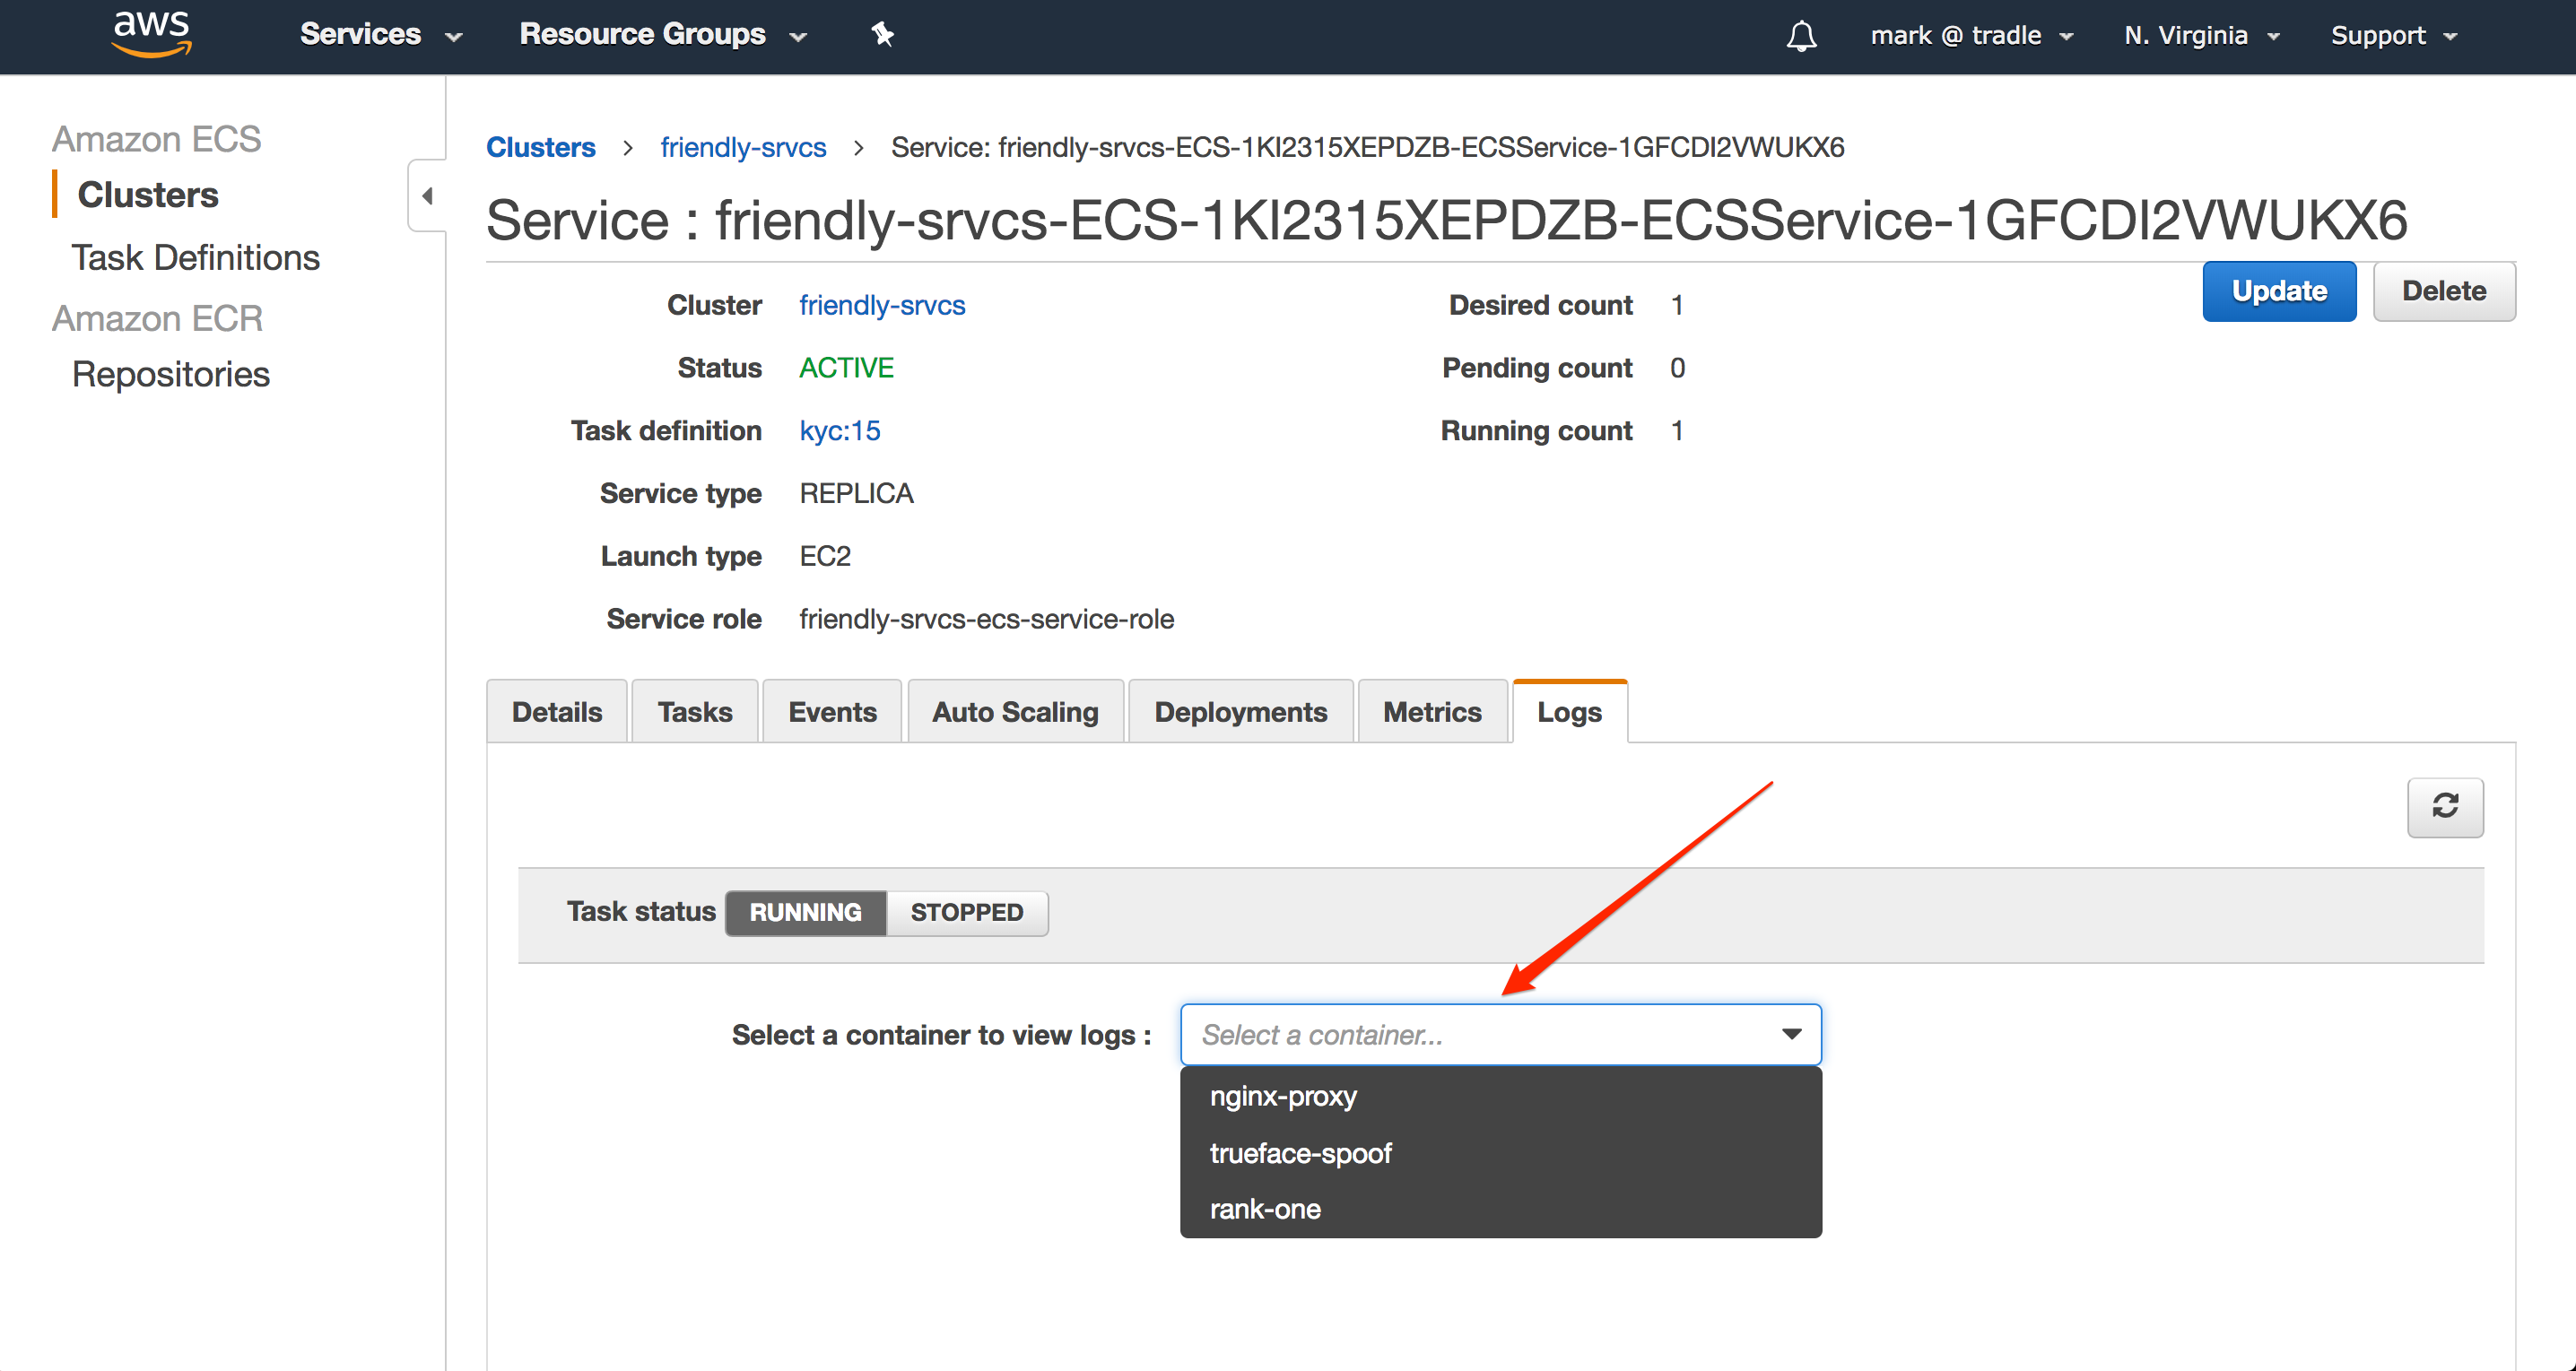 aws Services Resource Groups mark @ tradle N. Virginia Support
Amazon ECS
Clusters
Task Definitions
Amazon ECR
Repositories
Clusters > friendly-srvcs > Service: friendly-srvcs-ECS-1KI2315XEPDZB-ECSService-1GFCDI2VWUKX6
Service : friendly-srvcs-ECS-1KI2315XEPDZB-ECSService-1GFCDI2VWUKX6
Update Delete
Cluster friendly-srvcs Desired count 1
Status ACTIVE Pending count 0
Task definition kyc:15 Running count 1
Service type REPLICA
Launch type EC2
Service role friendly-srvcs-ecs-service-role
Details Tasks Events Auto Scaling Deployments Metrics Logs
Task status RUNNING STOPPED
Select a container to view logs : Select a container...
nginx-proxy
trueface-spoof
rank-one